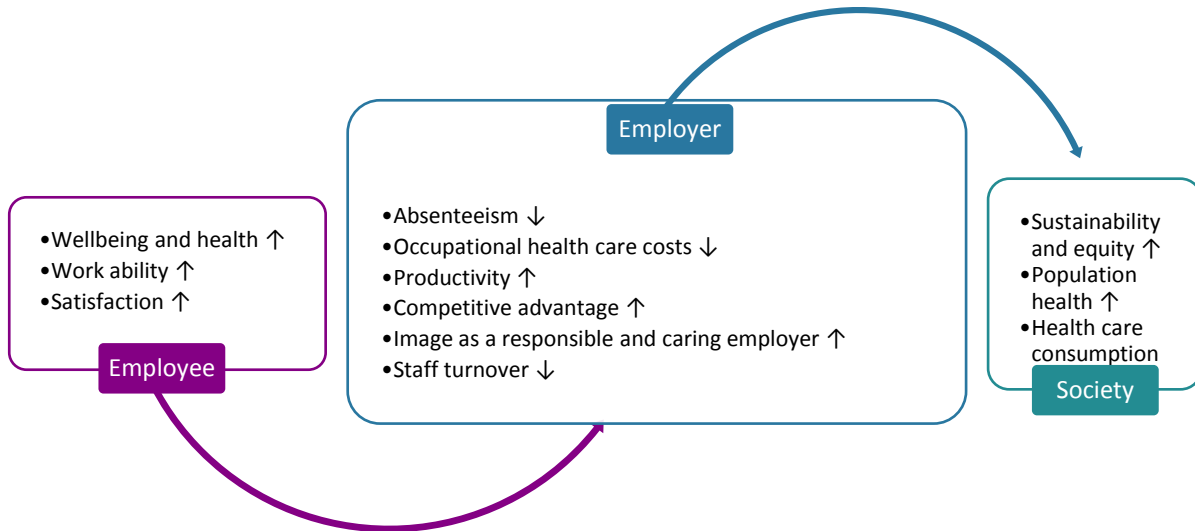 •Wellbeing and health ↑
•Work ability ↑
•Satisfaction ↑
Employee
Employer
•Absenteeism ↓
•Occupational health care costs ↓
•Productivity ↑
•Competitive advantage ↑
•Image as a responsible and caring employer ↑
•Staff turnover ↓
•Sustainability
and equity ↑
•Population
health ↑
•Health care
consumption
Society